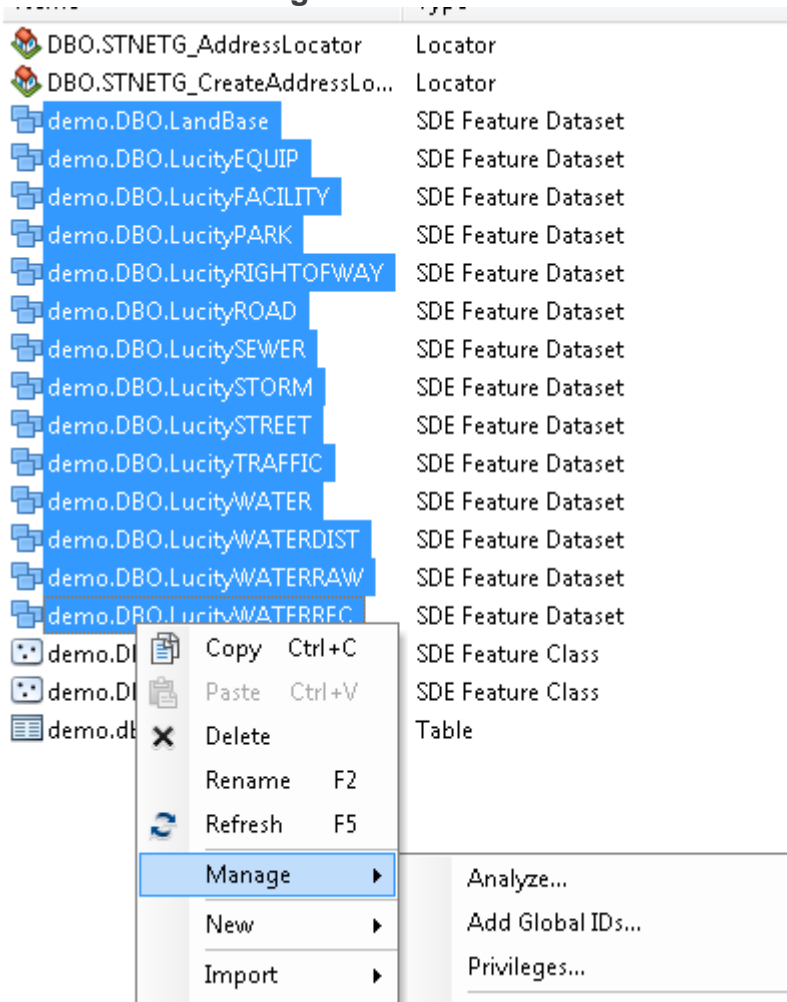 DBO.STNETG_AddressLocator Locator
DBO.STNETG_CreateAddressLo... Locator
demo.DBO.LandBase SDE Feature Dataset
demo.DBO.LucityEQUIP SDE Feature Dataset
demo.DBO.LucityFACILITY SDE Feature Dataset
demo.DBO.LucityPARK SDE Feature Dataset
demo.DBO.LucityRIGHTOFWAY SDE Feature Dataset
demo.DBO.LucityROAD SDE Feature Dataset
demo.DBO.LucitySEWER SDE Feature Dataset
demo.DBO.LucitySTORM SDE Feature Dataset
demo.DBO.LucitySTREET SDE Feature Dataset
demo.DBO.LucityTRAFFIC SDE Feature Dataset
demo.DBO.LucityWATER SDE Feature Dataset
demo.DBO.LucityWATERDIST SDE Feature Dataset
demo.DBO.LucityWATERRAW SDE Feature Dataset
demo.DBO.LucityWATERREC SDE Feature Dataset
demo.D Copy Ctrl+C SDE Feature Class
demo.D Paste Ctrl+V SDE Feature Class
demo.d Delete Table
Rename F2
Refresh F5
Manage Analyze...
New Add Global IDs...
Import Privileges...